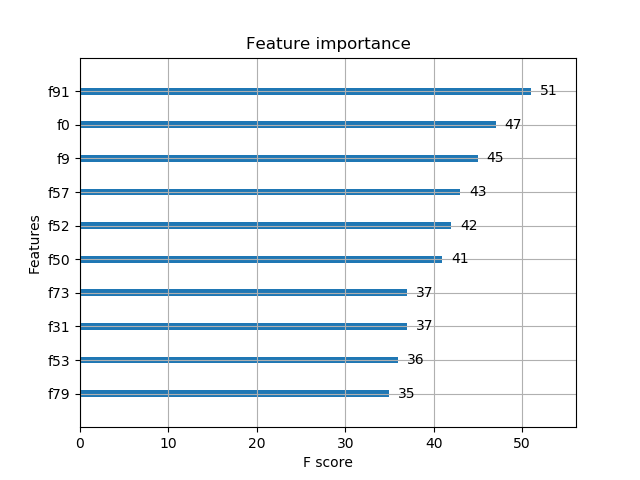 Feature importance
Features
f91 51
f0 47
f9 45
f57 43
f52 42
f50 41
f73 37
f31 37
f53 36
f79 35
0 10 20 30 40 50
F score